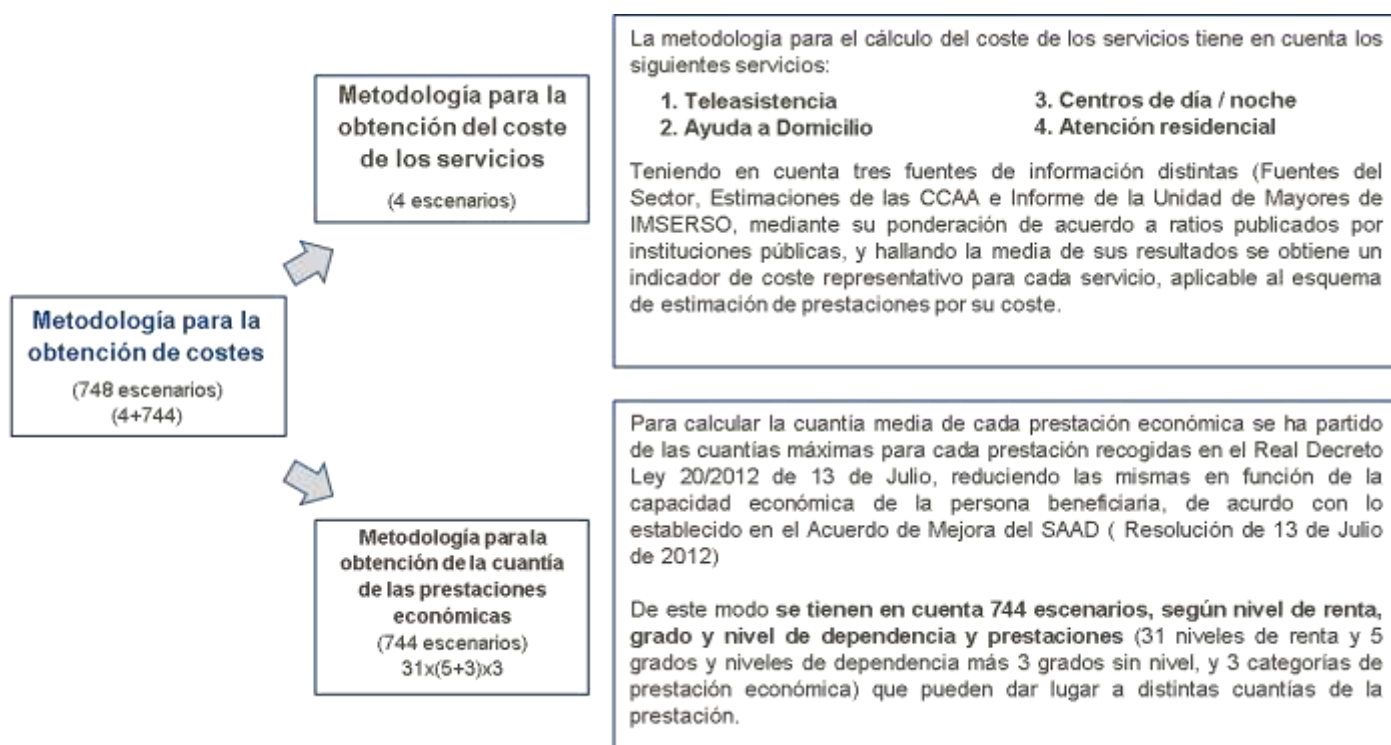 Metodología para la
obtención de costes
(748 escenarios)
(4+744)
Metodología para la
obtención del coste
de los servicios
(4 escenarios)
La metodología para el cálculo del coste de los servicios tiene en cuenta los
siguientes servicios:
1. Teleasistencia
2. Ayuda a Domicilio
3. Centros de día / noche
4. Atención residencial
Teniendo en cuenta tres fuentes de información distintas (Fuentes del
Sector, Estimaciones de las CCAA e Informe de la Unidad de Mayores de
IMSERSO, mediante su ponderación de acuerdo a ratios publicados por
instituciones públicas, y hallando la media de sus resultados se obtiene un
indicador de coste representativo para cada servicio, aplicable al esquema
de estimación de prestaciones por su coste.
Metodología para la
obtención de la cuantía
de las prestaciones
económicas
(744 escenarios)
31x(5+3)x3
Para calcular la cuantía media de cada prestación económica se ha partido
de las cuantías máximas para cada prestación recogidas en el Real Decreto
Ley 20/2012 de 13 de Julio, reduciendo las mismas en función de la
capacidad económica de la persona beneficiaria, de acurdo con lo
establecido en el Acuerdo de Mejora del SAAD ( Resolución de 13 de Julio
de 2012)
De este modo se tienen en cuenta 744 escenarios, según nivel de renta,
grado y nivel de dependencia y prestaciones (31 niveles de renta y 5
grados y niveles de dependencia más 3 grados sin nivel, y 3 categorías de
prestación económica) que pueden dar lugar a distintas cuantías de la
prestación.